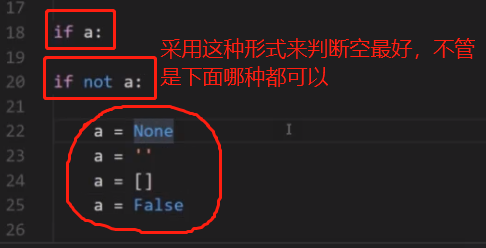 17
18 if a:
19
采用这种形式来判断空最好，不管
是下面哪种都可以
20 if not a:
21
22 a = None
23 a = ''
24 a = []
25 a = False
26